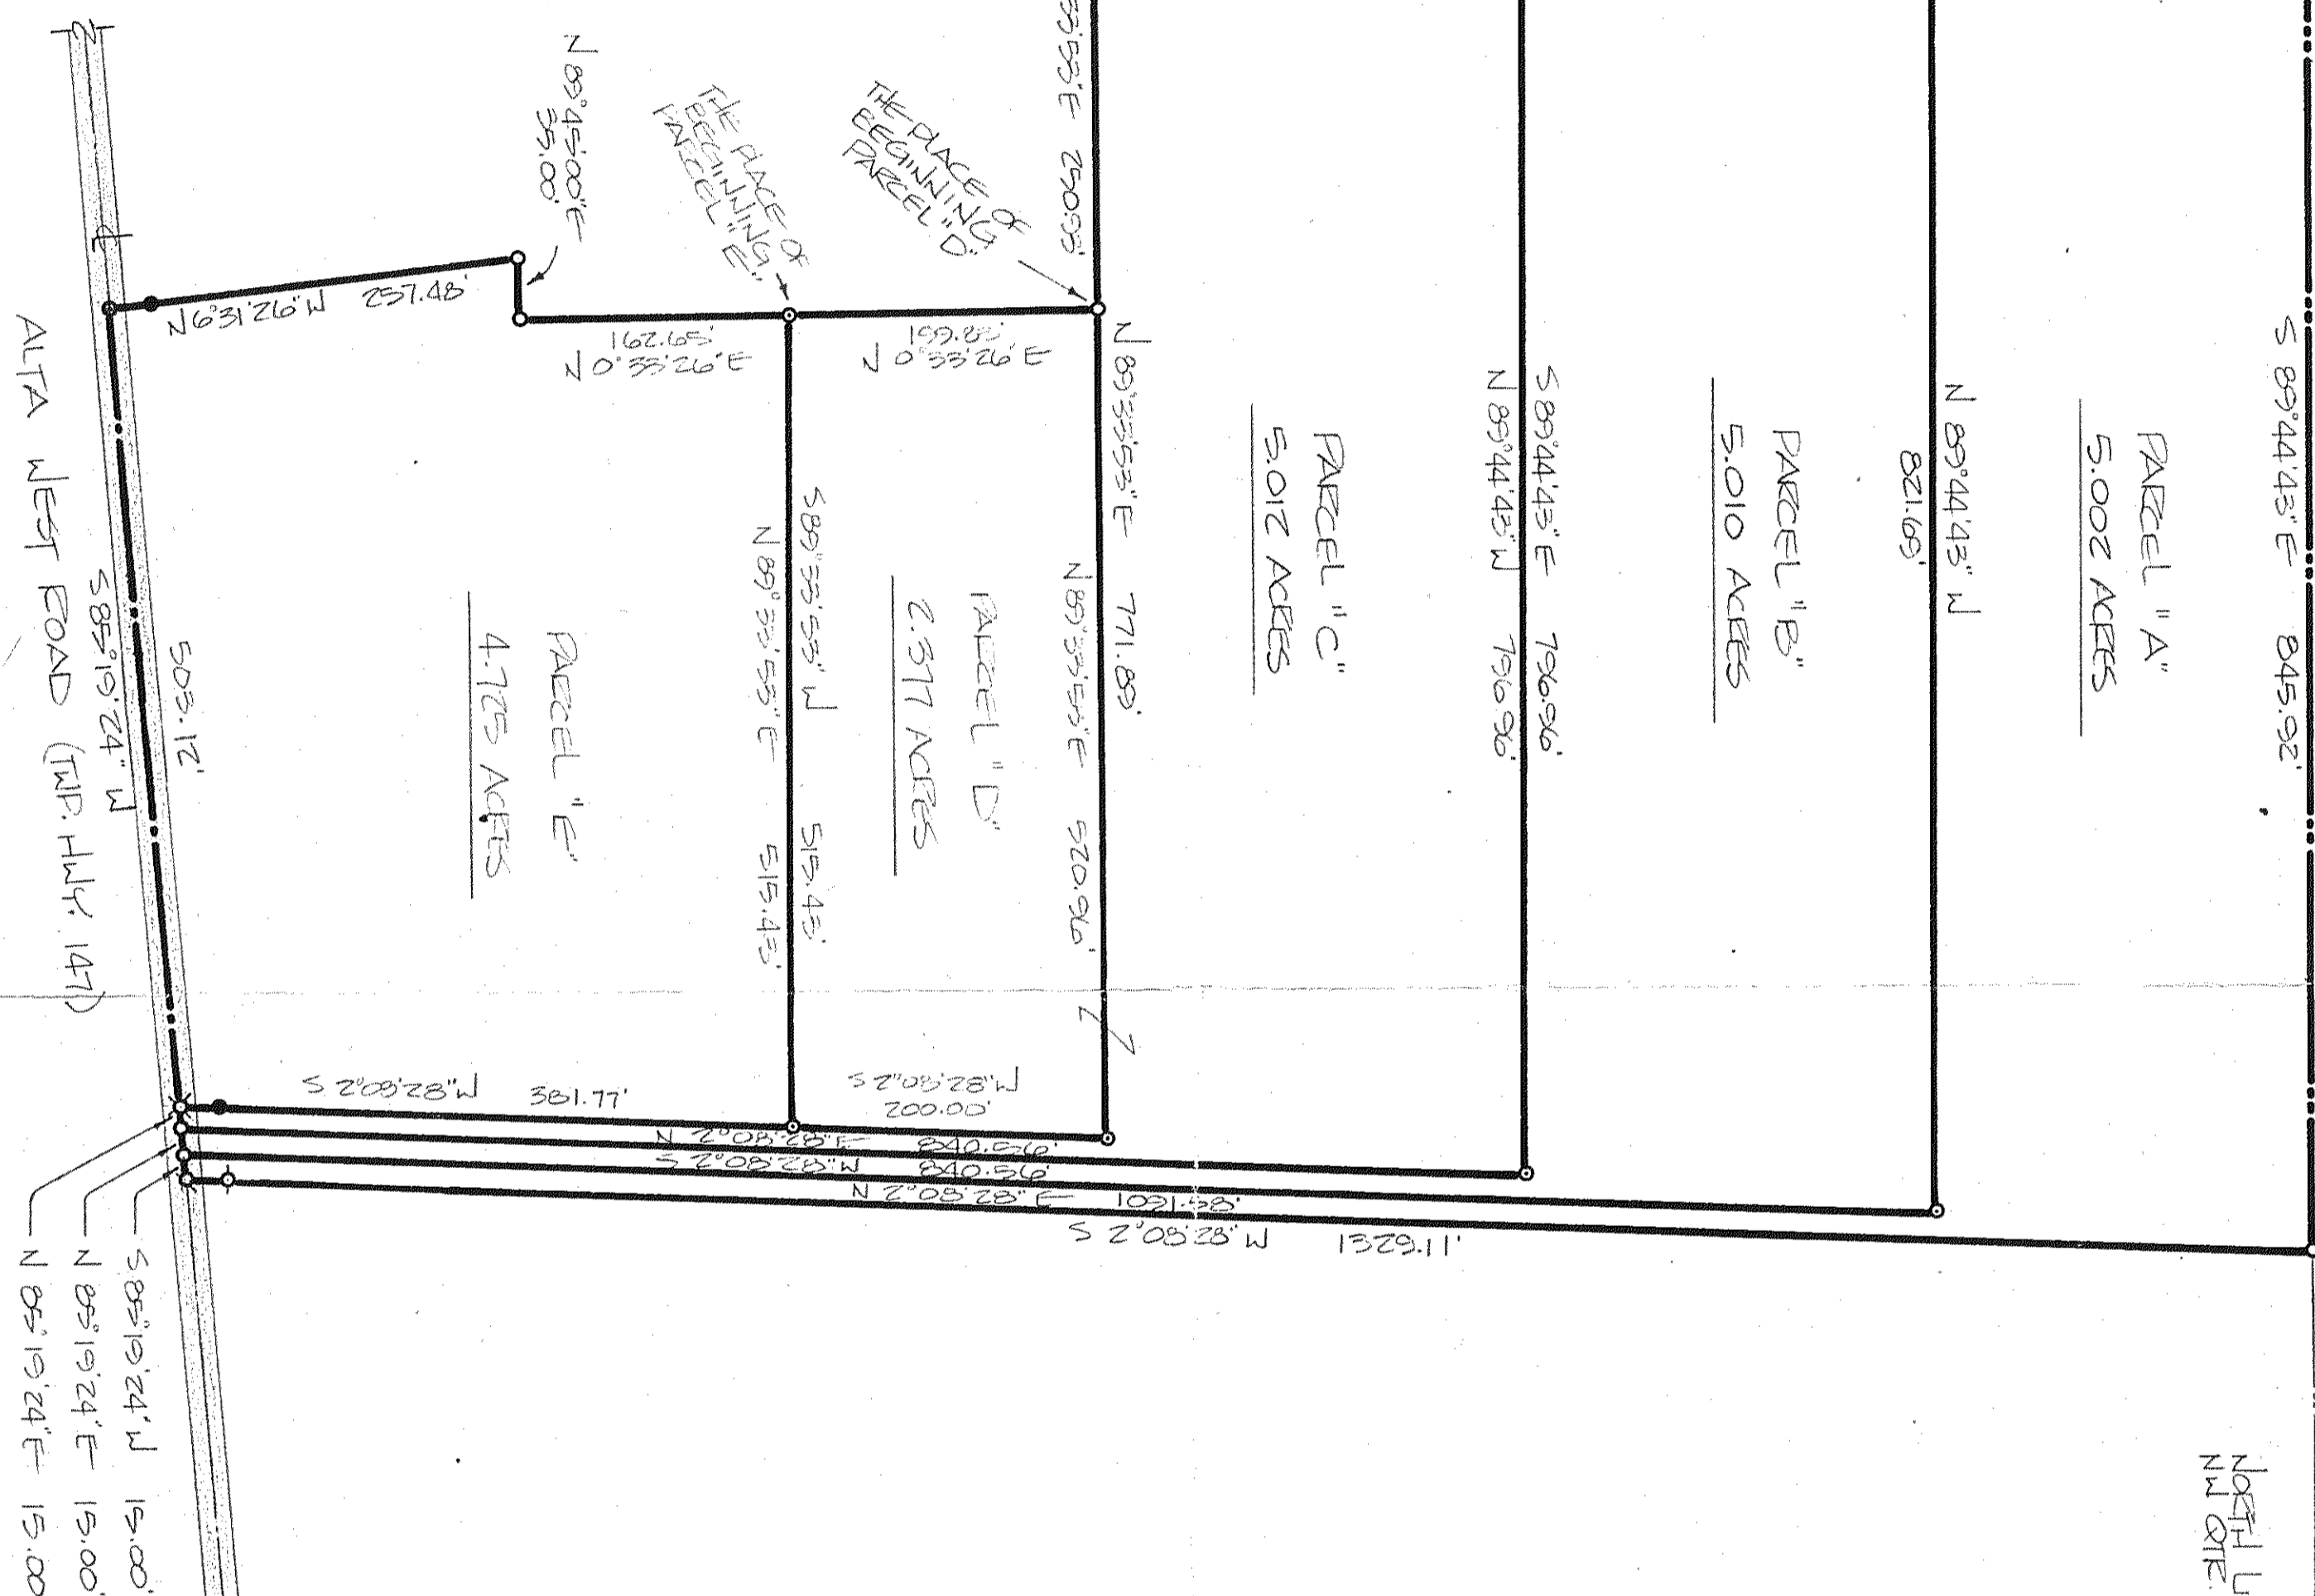 NORTH
NW QTR.
S 89°44'43" E 845.92'
PARCEL "A"
5.002 ACRES
N 89°44'43" W
821.69'
PARCEL "B"
5.010 ACRES
S 89°44'43" E 796.96'
N 89°44'43" W 796.96'
PARCEL "C"
5.012 ACRES
N 89°33'53" E 771.89'
N 89°33'53" E 520.96'
THE PLACE OF
BEGINNING
PARCEL "D"
199.88'
N 0°33'26" E
PARCEL "D"
2.377 ACRES
S 2°08'28" W
200.00'
S 89°33'53" W 515.43'
N 89°33'53" E 515.43'
THE PLACE OF
BEGINNING
PARCEL "E"
162.65'
N 0°33'26" E
N 89°45'00" E
35.00'
N 6°31'26" W 257.48'
PARCEL "E"
4.725 ACRES
S 2°08'28" W 381.77'
N 2°08'28" E 840.56'
S 2°08'28" W 840.56'
N 2°08'28" E 1091.38'
S 2°08'28" W 1329.11'
503.12'
S 85°19'24" W
ALTA WEST ROAD (TWP. HWY. 147)
S 85°19'24" W 15.00'
N 85°19'24" E 15.00'
N 85°19'24" E 15.00